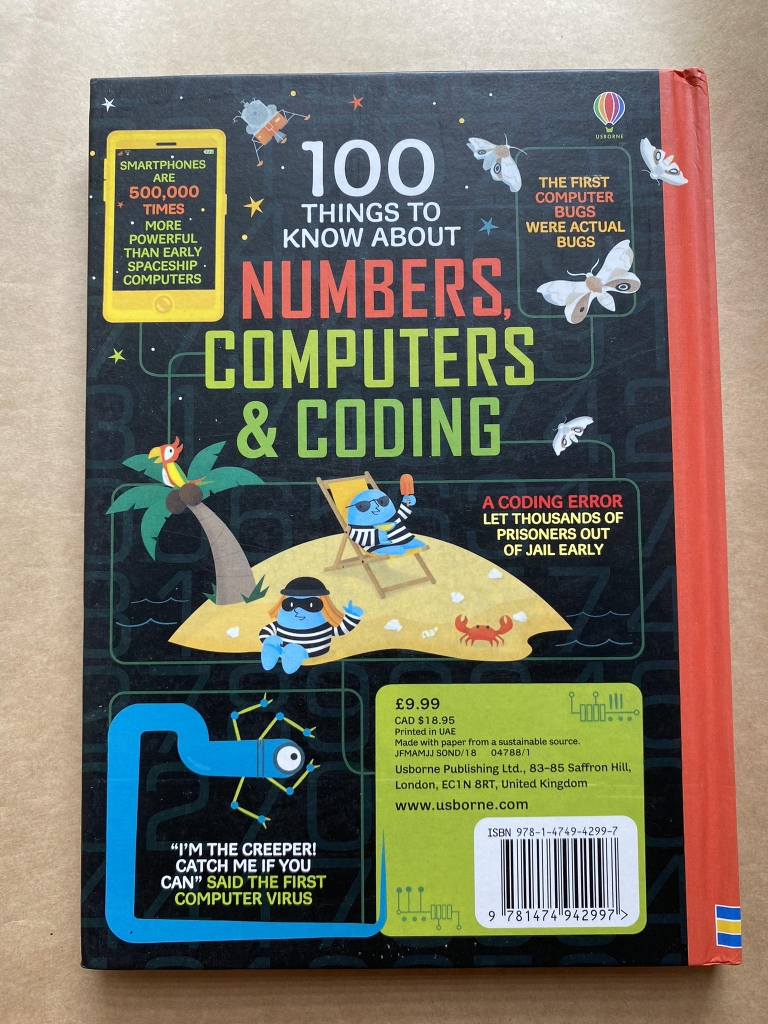 SMARTPHONES
ARE
500,000
TIMES
MORE
POWERFUL
THAN EARLY
SPACESHIP
COMPUTERS
100
THINGS TO
KNOW ABOUT
NUMBERS,
COMPUTERS
& CODING
USBORNE
THE FIRST
COMPUTER
BUGS
WERE ACTUAL
BUGS
A CODING ERROR
LET THOUSANDS OF
PRISONERS OUT
OF JAIL EARLY
"I'M THE CREEPER!
CATCH ME IF YOU
CAN" SAID THE FIRST
COMPUTER VIRUS
£9.99
CAD $18.95
Printed in UAE
Made with paper from a sustainable source.
JFMAMJJ SOND/18 04788/1
Usborne Publishing Ltd., 83-85 Saffron Hill,
London, EC1N 8RT, United Kingdom
www.usborne.com
ISBN 978-1-4749-4299-7
9 781474 942997 >